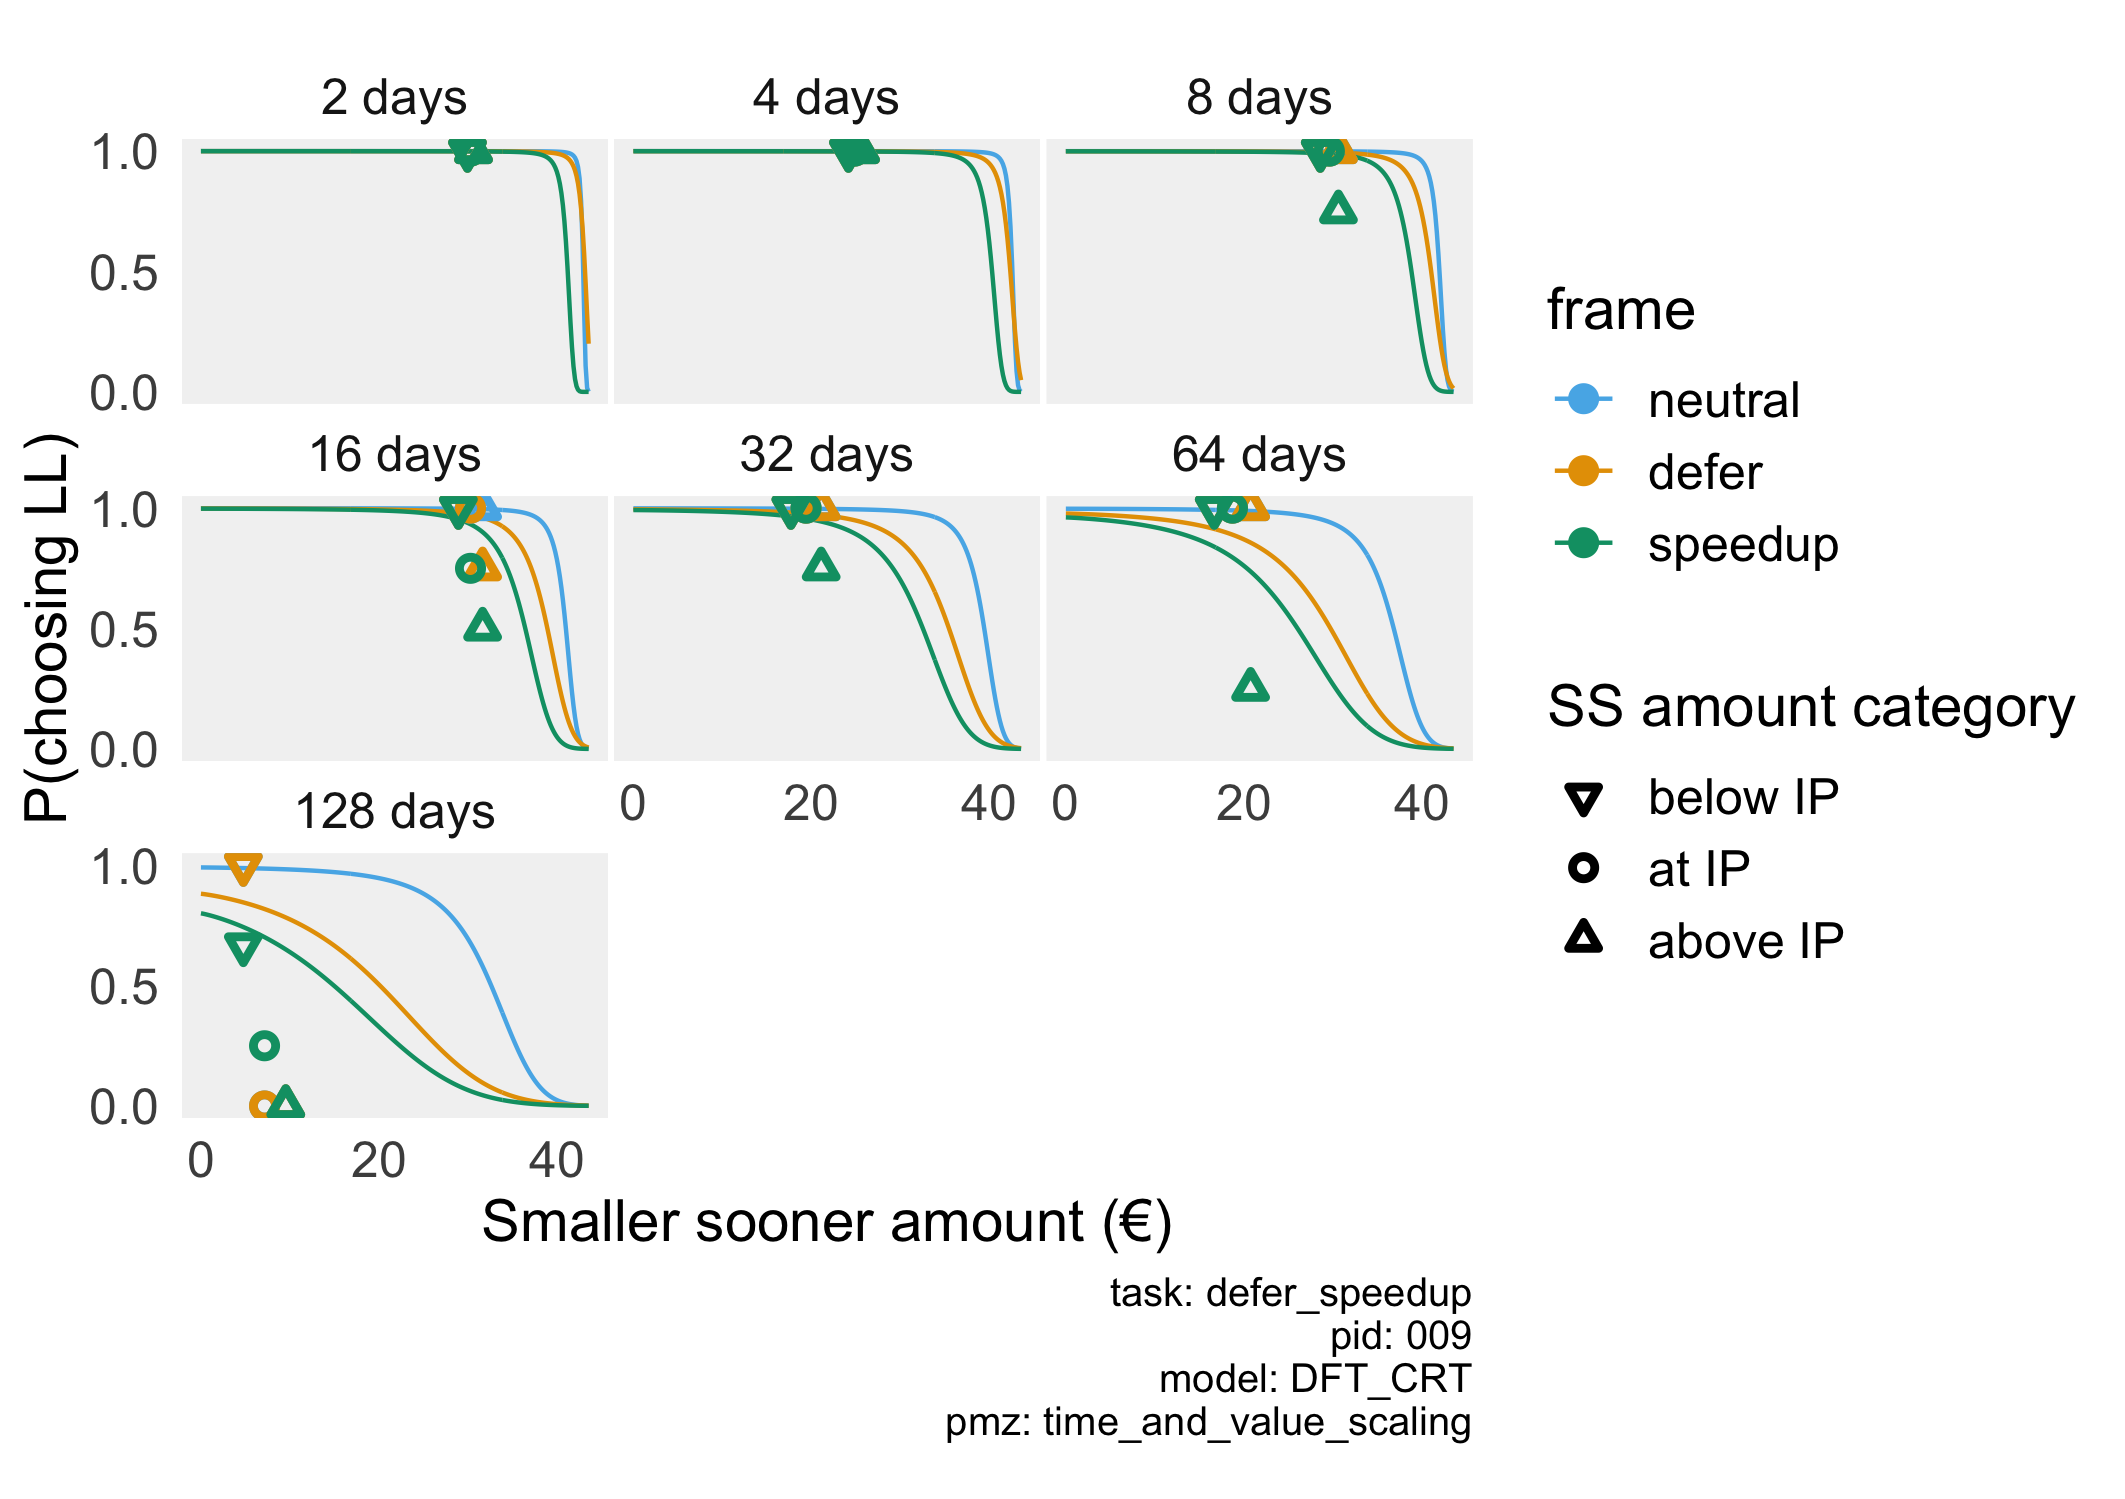 2 days
4 days
8 days
1.0
0.5
0.0
16 days
32 days
64 days
1.0
0.5
0.0
0
20
40
0
20
40
128 days
1.0
0.5
0.0
0
20
40
P(choosing LL)
Smaller sooner amount (€)
frame
neutral
defer
speedup
SS amount category
below IP
at IP
above IP
task: defer_speedup
pid: 009
model: DFT_CRT
pmz: time_and_value_scaling